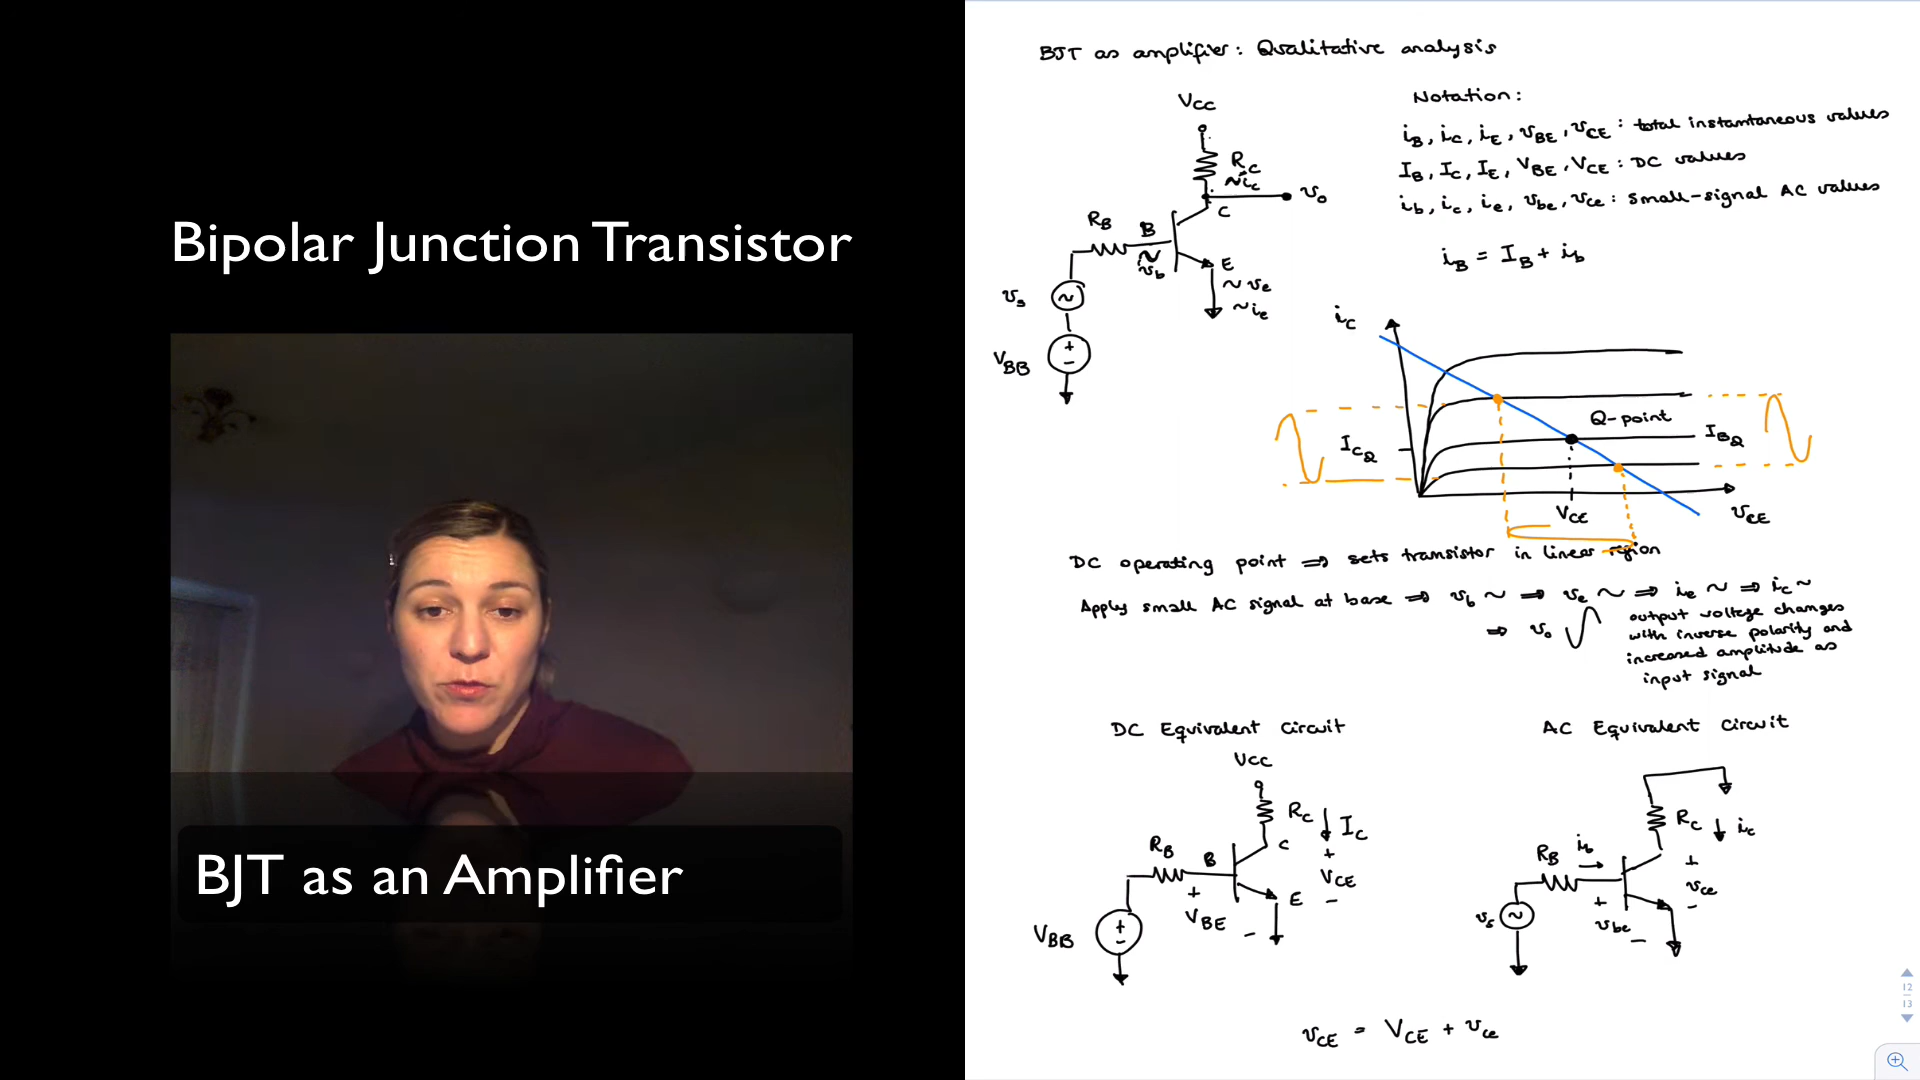 Bipolar Junction Transistor
BJT as an Amplifier
BJT as amplifier: Qualitative analysis
VCC
RC
~ic
vo
C
RB
B
~
vb
E
~ve
~ie
vs
~
VBB
+
-
Notation:
iB, iC, iE, vBE, vCE: total instantaneous values
IB, IC, IE, VBE, VCE: DC values
ib, ic, ie, vbe, vce: small-signal AC values
iB = IB + ib
iC
Q-point
ICQ
IBQ
VCE
vCE
DC operating point ⇒ sets transistor in linear region
Apply small AC signal at base ⇒ vb ~ ⇒ ve ~ ⇒ ie ~ ⇒ ic ~
⇒ vo
output voltage changes
with inverse polarity and
increased amplitude as
input signal
DC Equivalent Circuit
VCC
RC
IC
C
RB
B
+
VCE
-
E
+
VBE
-
VBB
+
-
AC Equivalent Circuit
RC
ic
RB
ib
+
vce
-
vs
~
+
vbe
-
vCE = VCE + vce
12
13